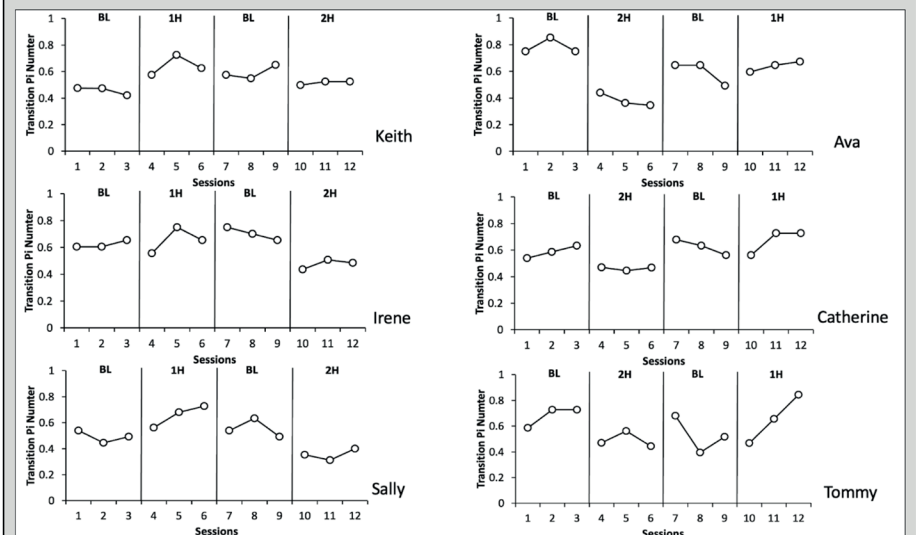 BL 1H BL 2H
Transition Pi Numter
1
0.8
0.6
0.4
0.2
0
1 2 3 4 5 6 7 8 9 10 11 12
Sessions
Keith
BL 2H BL 1H
Transition Pi Numter
1
0.8
0.6
0.4
0.2
0
1 2 3 4 5 6 7 8 9 10 11 12
Sessions
Ava
BL 1H BL 2H
Transition Pi Numter
1
0.8
0.6
0.4
0.2
0
1 2 3 4 5 6 7 8 9 10 11 12
Sessions
Irene
BL 2H BL 1H
Transition Pi Numter
1
0.8
0.6
0.4
0.2
0
1 2 3 4 5 6 7 8 9 10 11 12
Sessions
Catherine
BL 1H BL 2H
Transition Pi Numter
1
0.8
0.6
0.4
0.2
0
1 2 3 4 5 6 7 8 9 10 11 12
Sessions
Sally
BL 2H BL 1H
Transition Pi Numter
1
0.8
0.6
0.4
0.2
0
1 2 3 4 5 6 7 8 9 10 11 12
Sessions
Tommy